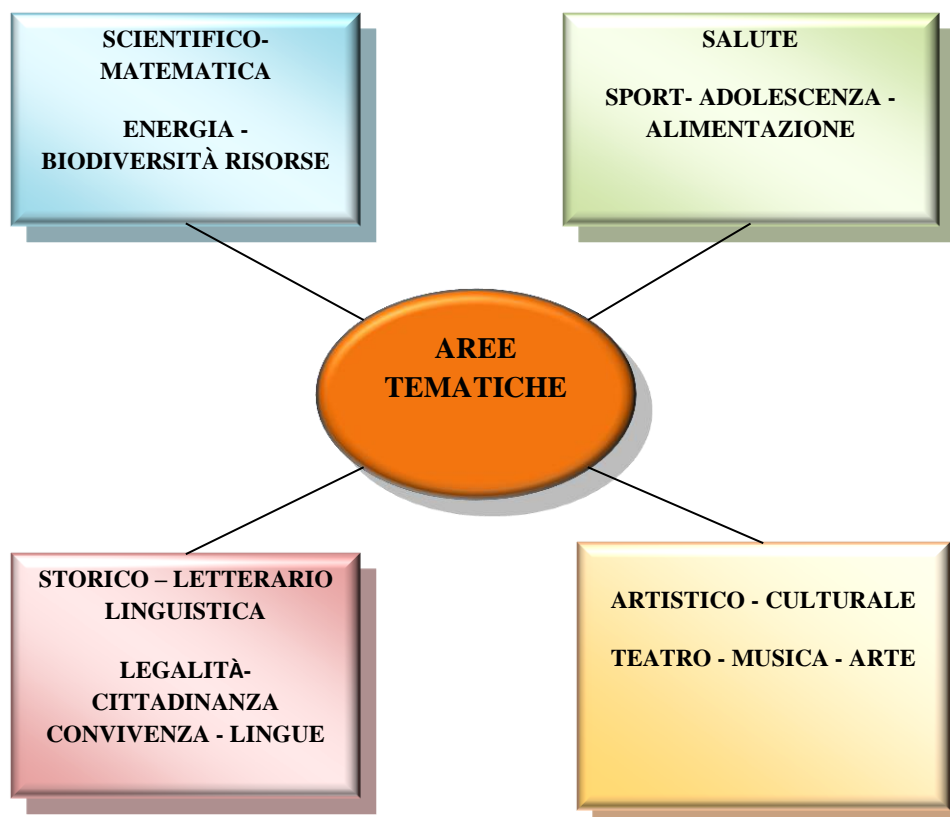 SCIENTIFICO-
MATEMATICA
ENERGIA -
BIODIVERSITÀ RISORSE
SALUTE
SPORT- ADOLESCENZA -
ALIMENTAZIONE
AREE
TEMATICHE
STORICO – LETTERARIO
LINGUISTICA
LEGALITÀ-
CITTADINANZA
CONVIVENZA - LINGUE
ARTISTICO - CULTURALE
TEATRO - MUSICA - ARTE